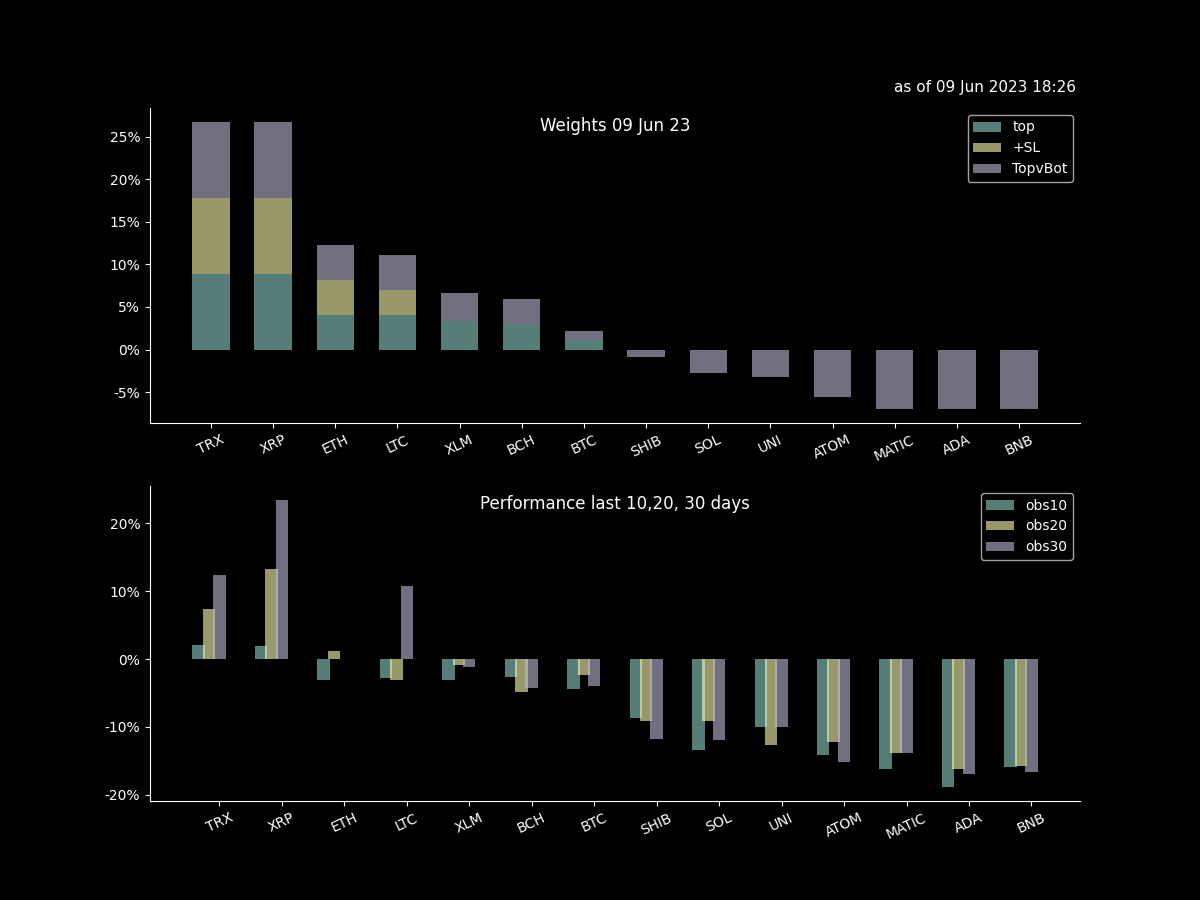 as of 09 Jun 2023 18:26
Weights 09 Jun 23
top
+SL
TopvBot
25%
20%
15%
10%
5%
0%
-5%
TRX XRP ETH LTC XLM BCH BTC SHIB SOL UNI ATOM MATIC ADA BNB
Performance last 10,20, 30 days
obs10
obs20
obs30
20%
10%
0%
-10%
-20%
TRX XRP ETH LTC XLM BCH BTC SHIB SOL UNI ATOM MATIC ADA BNB